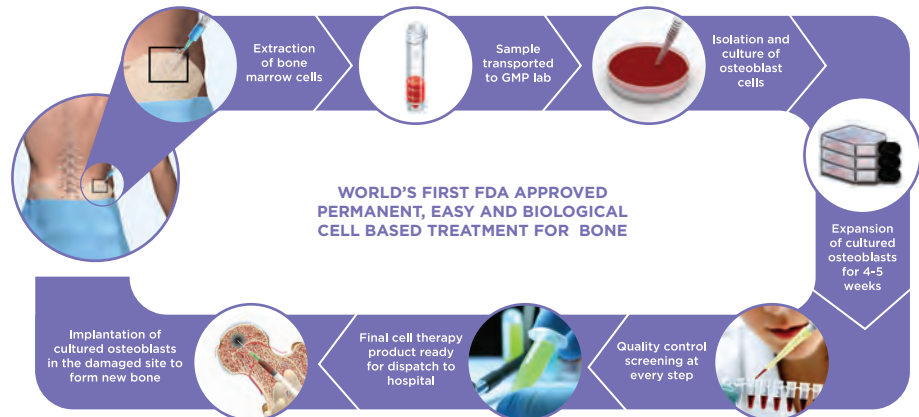 Extraction
of bone
marrow cells
Sample
transported
to GMP lab
Isolation and
culture of
osteoblast
cells
Expansion
of cultured
osteoblasts
for 4-5
weeks
Quality control
screening at
every step
Final cell therapy
product ready
for dispatch to
hospital
Implantation of
cultured osteoblasts
in the damaged site to
form new bone
WORLD'S FIRST FDA APPROVED
PERMANENT, EASY AND BIOLOGICAL
CELL BASED TREATMENT FOR BONE